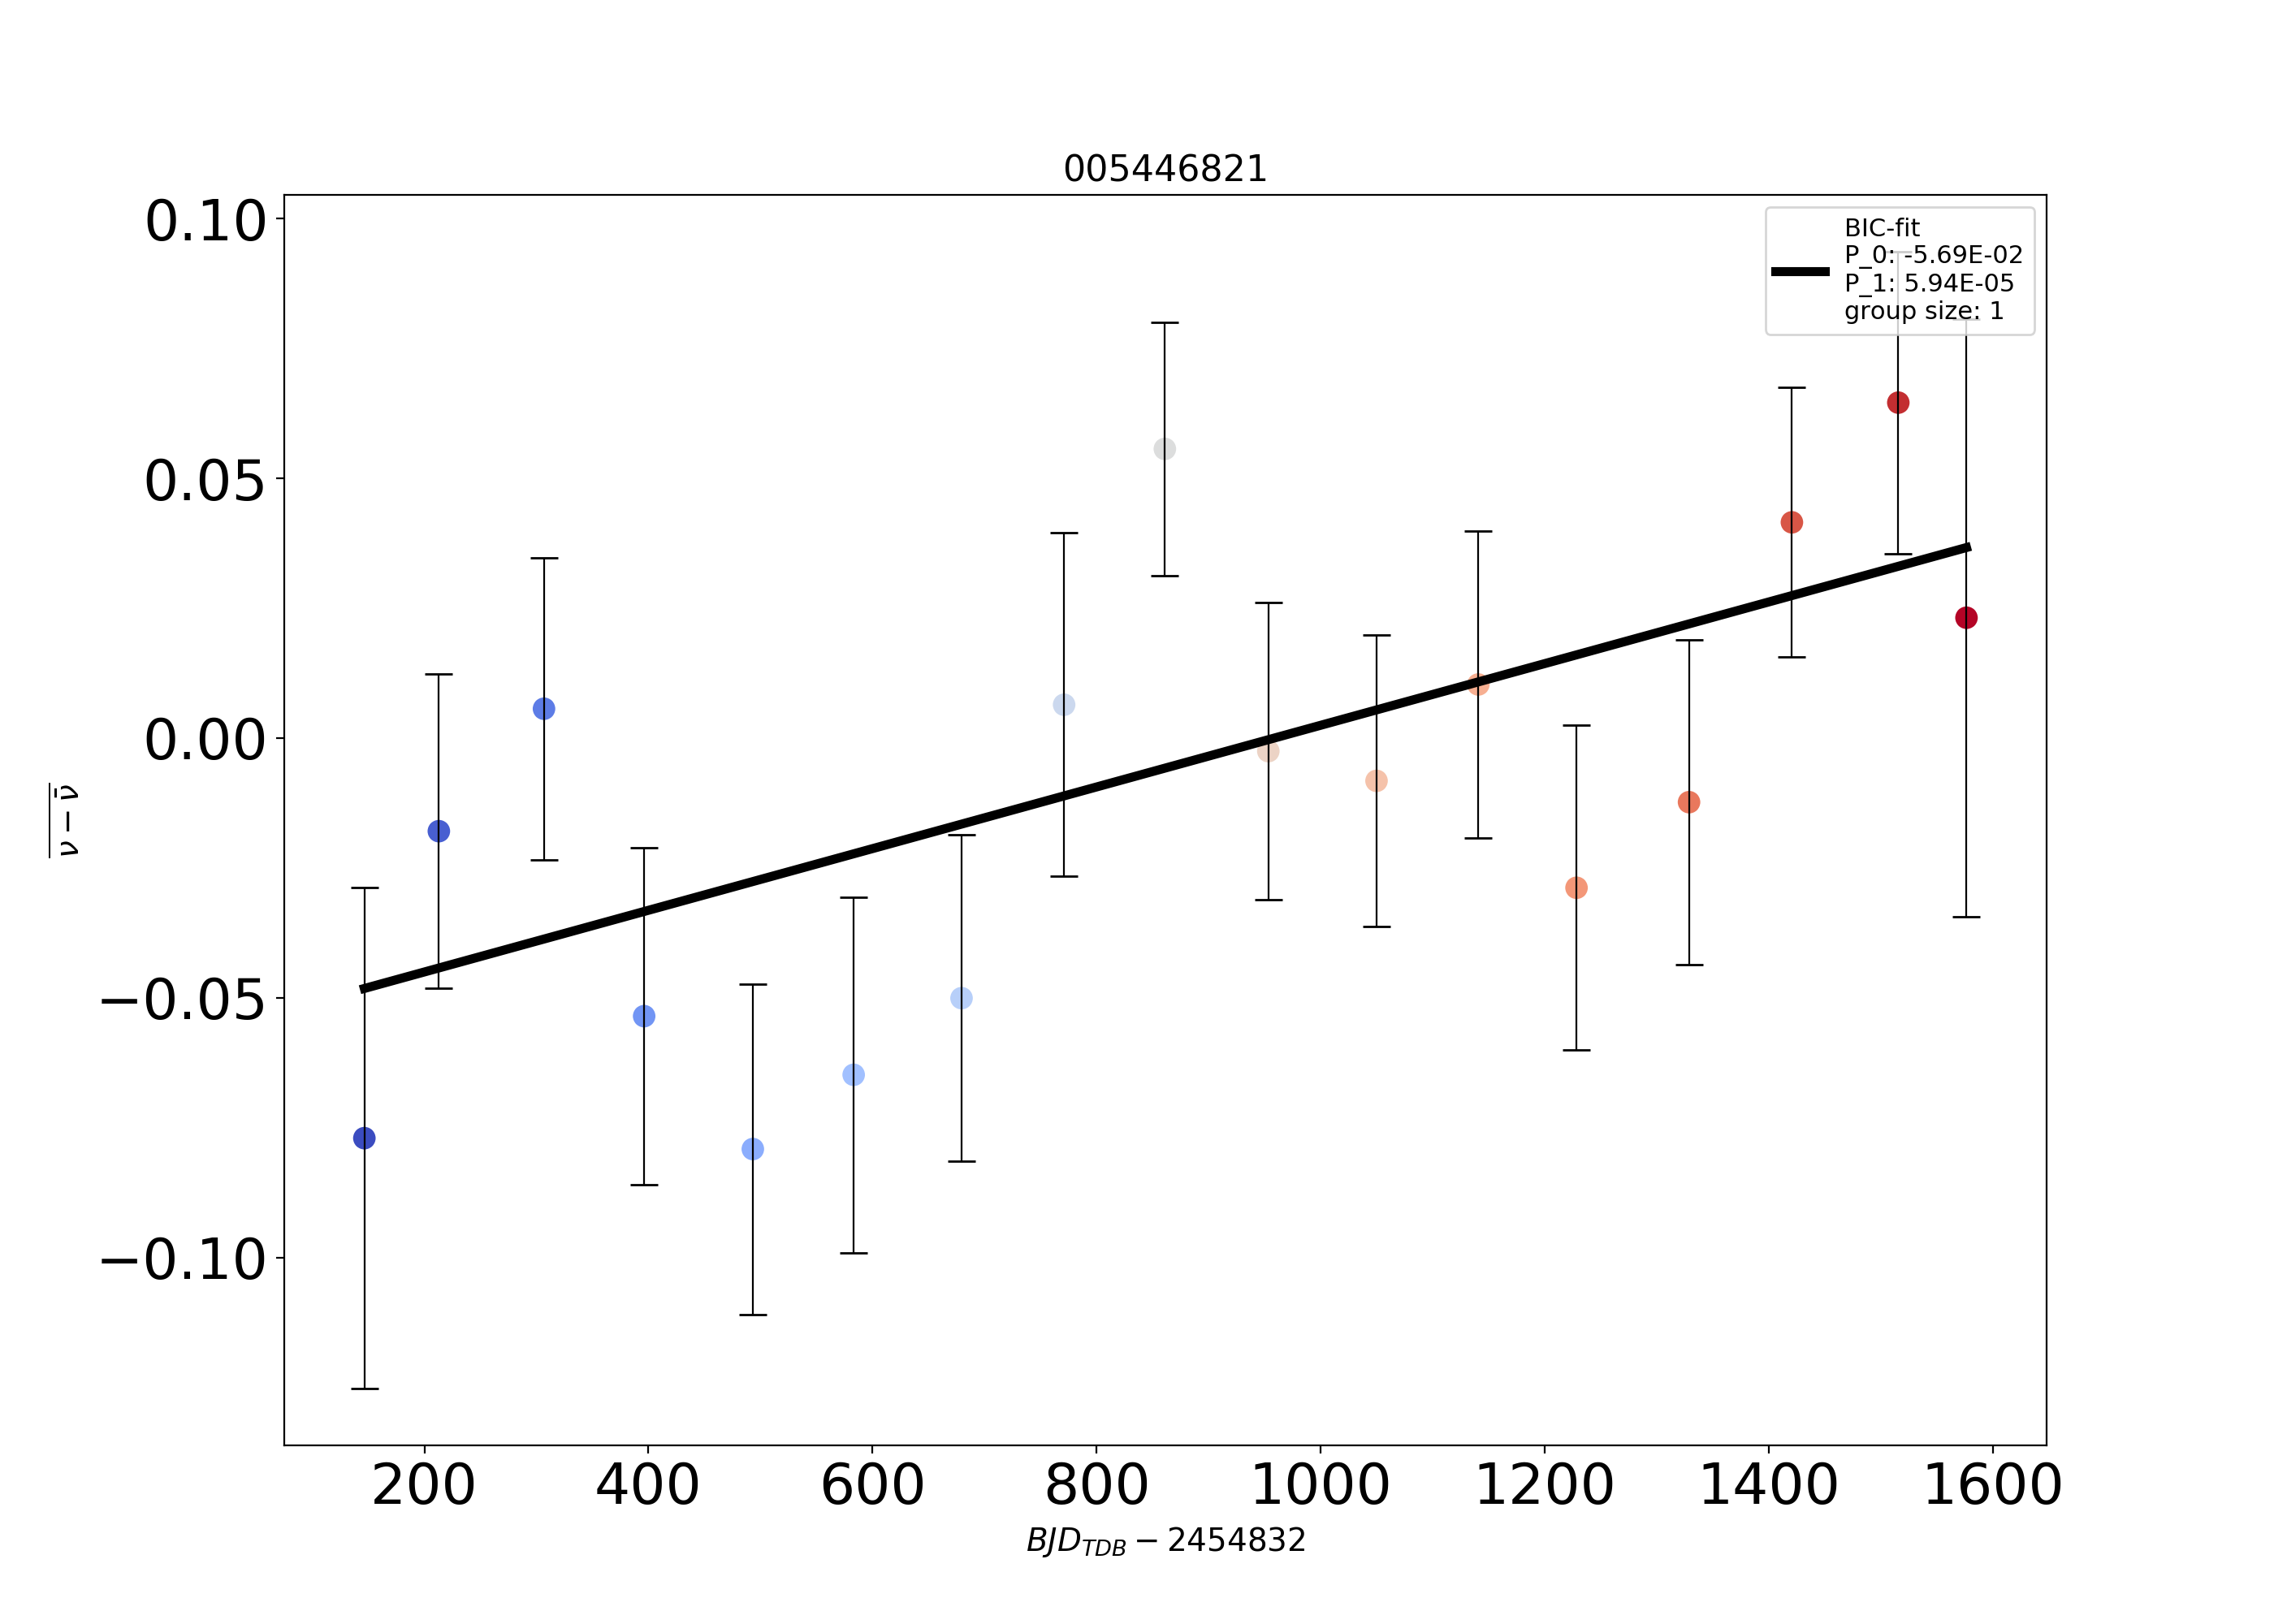 005446821
0.10
0.05
0.00
−0.05
−0.10
ν − ν̄
BIC-fit
P_0: -5.69E-02
P_1: 5.94E-05
group size: 1
200 400 600 800 1000 1200 1400 1600
BJD_TDB − 2454832